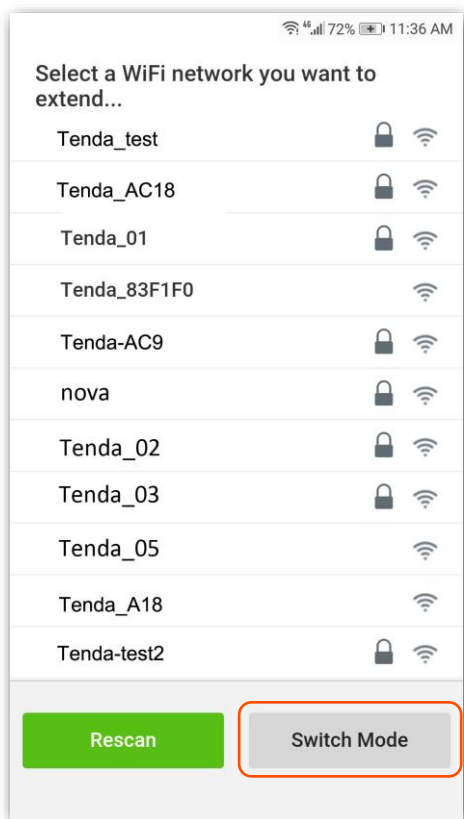 4G 72% 11:36 AM
Select a WiFi network you want to
extend...
Tenda_test
Tenda_AC18
Tenda_01
Tenda_83F1F0
Tenda-AC9
nova
Tenda_02
Tenda_03
Tenda_05
Tenda_A18
Tenda-test2
Rescan Switch Mode